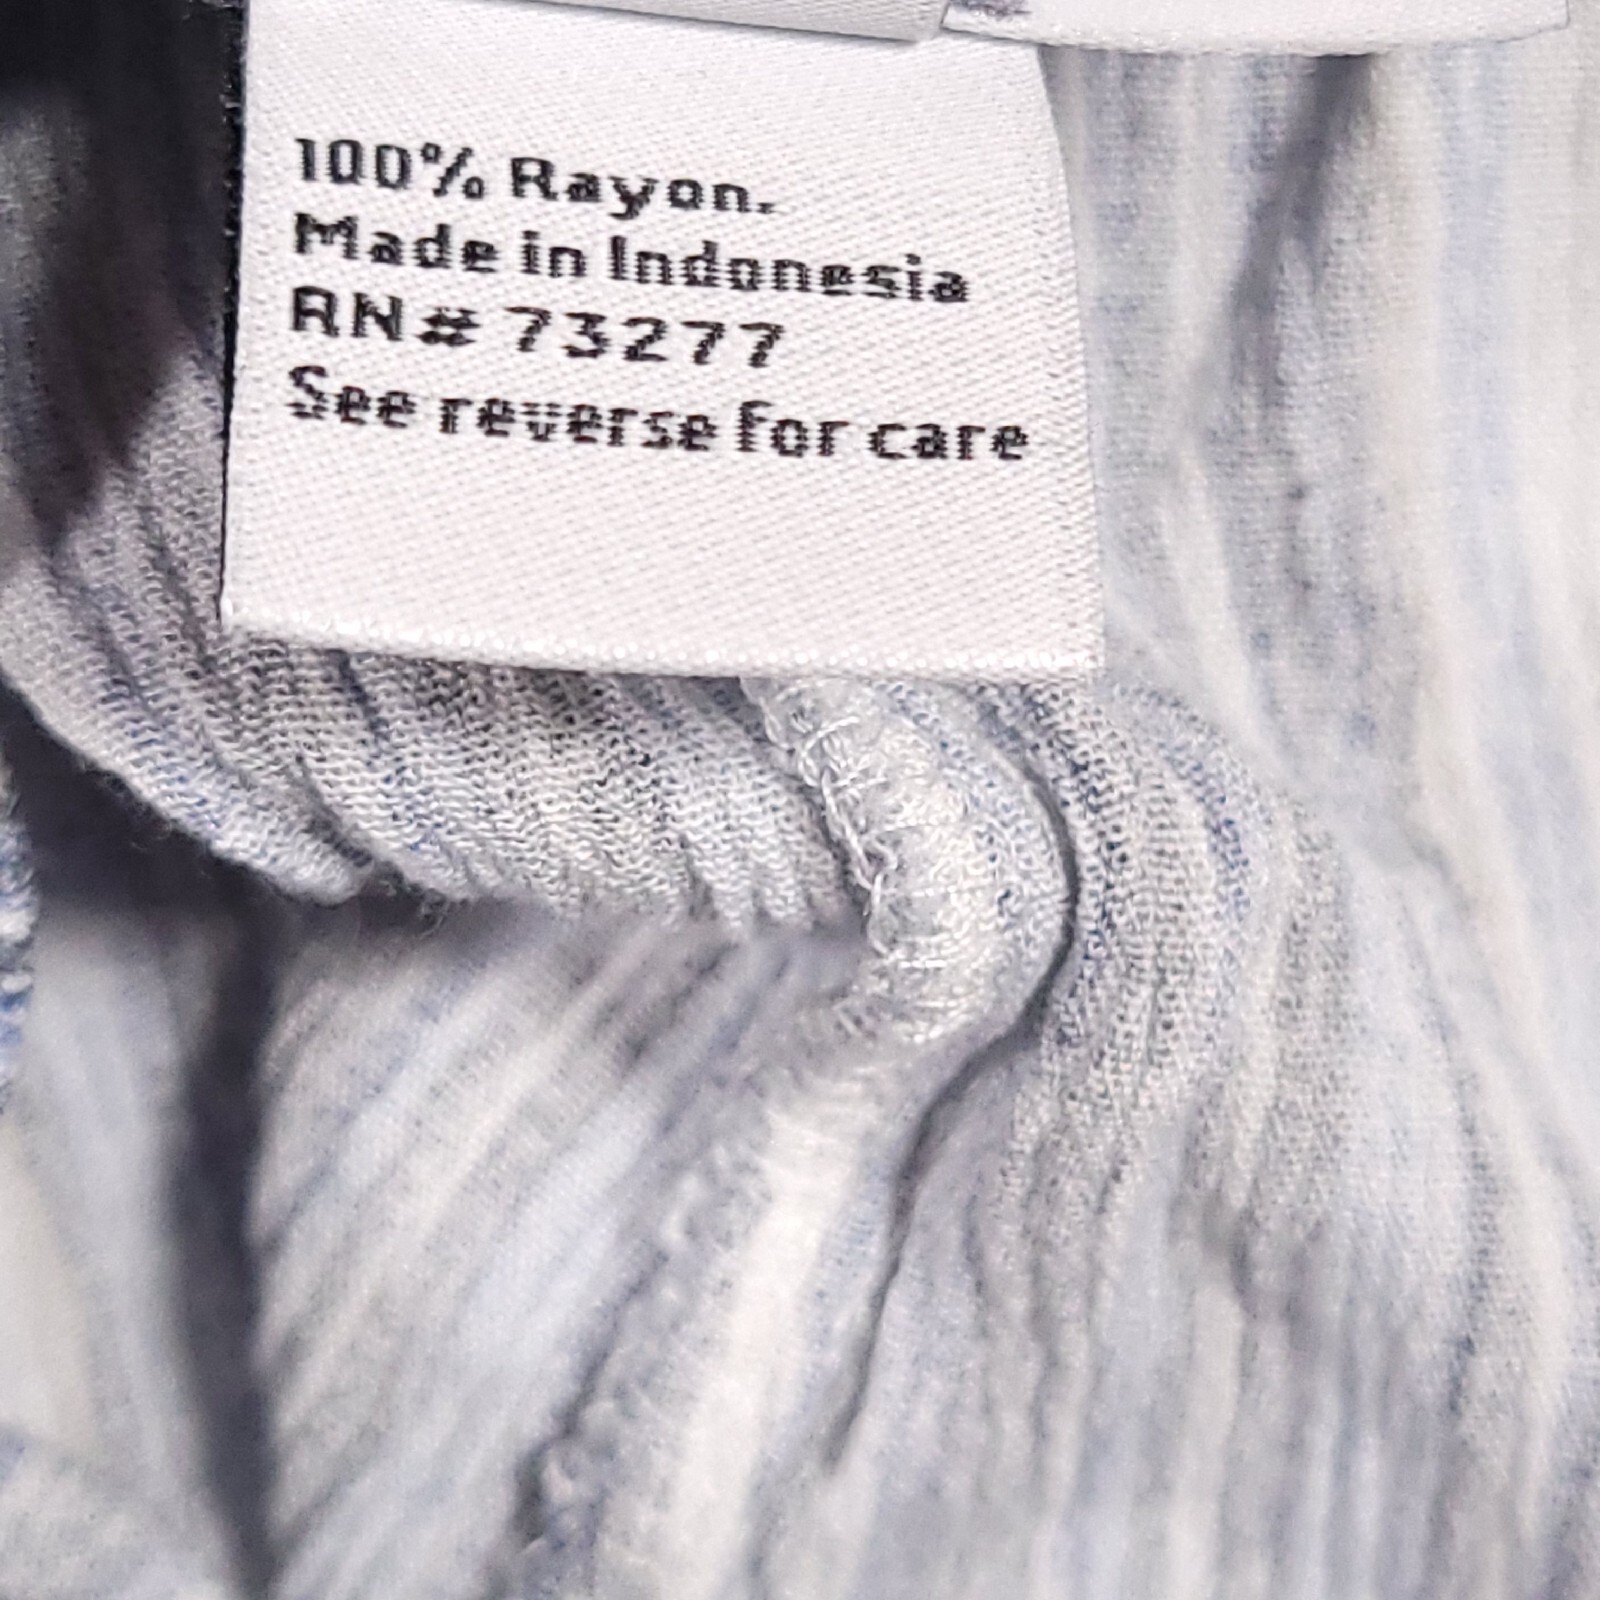 100% Rayon.
Made in Indonesia
RN# 73277
See reverse for care